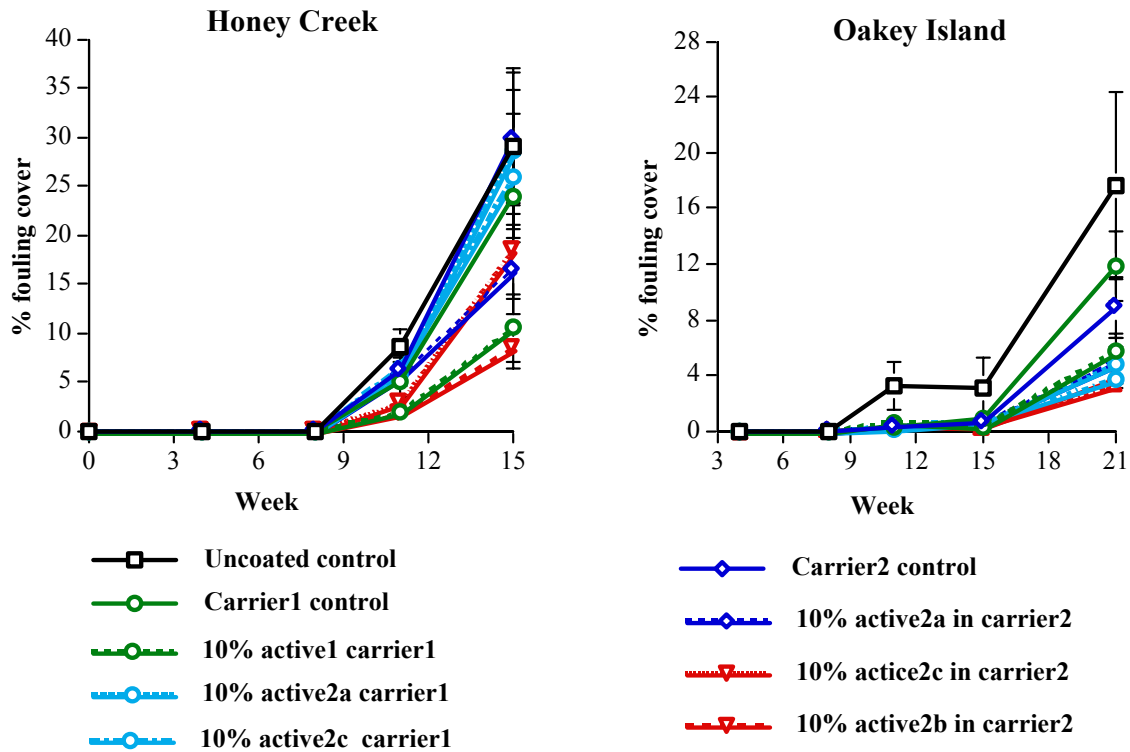 Honey Creek
40
35
30
25
20
15
10
5
0
% fouling cover
0 3 6 9 12 15
Week
Oakey Island
28
24
20
16
12
8
4
0
% fouling cover
3 6 9 12 15 18 21
Week
Uncoated control
Carrier1 control
10% active1 carrier1
10% active2a carrier1
10% active2c carrier1
Carrier2 control
10% active2a in carrier2
10% actice2c in carrier2
10% active2b in carrier2